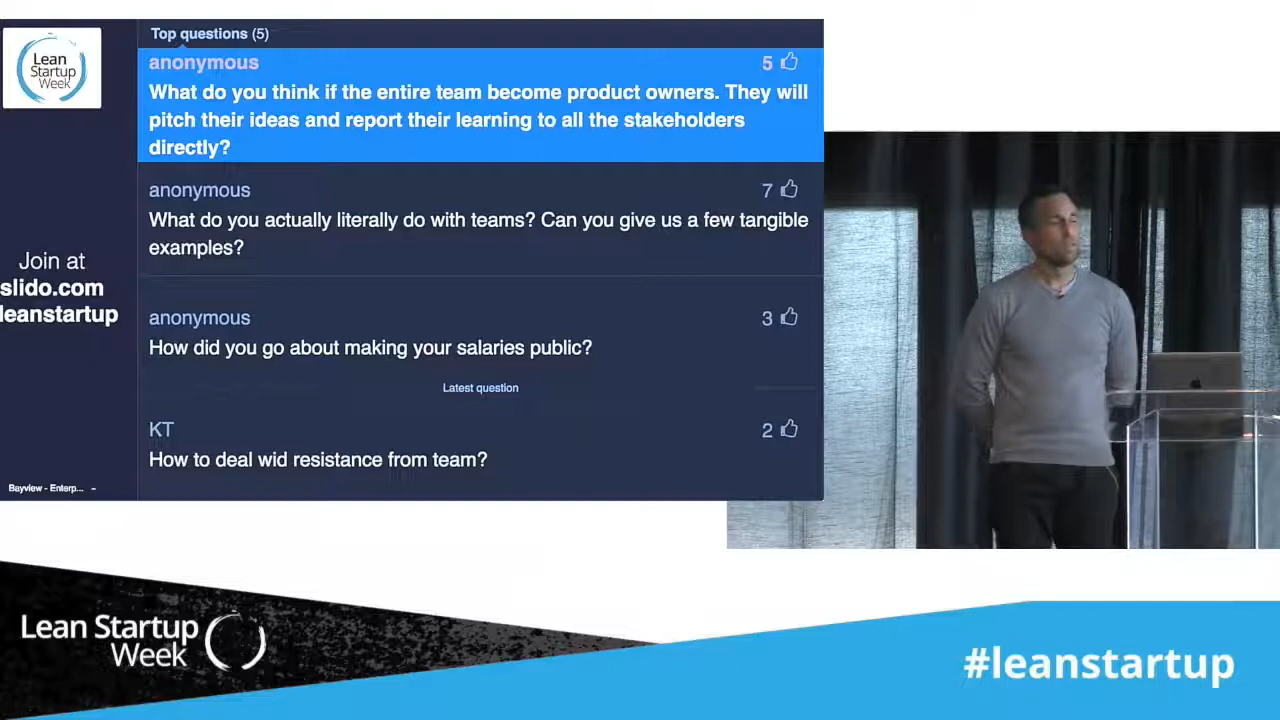 Lean
Startup
Week
Join at
slido.com
leanstartup
Bayview - Enterp...
Top questions (5)
anonymous
5
What do you think if the entire team become product owners. They will
pitch their ideas and report their learning to all the stakeholders
directly?
anonymous
7
What do you actually literally do with teams? Can you give us a few tangible
examples?
anonymous
3
How did you go about making your salaries public?
Latest question
KT
2
How to deal wid resistance from team?
Lean Startup
Week
#leanstartup